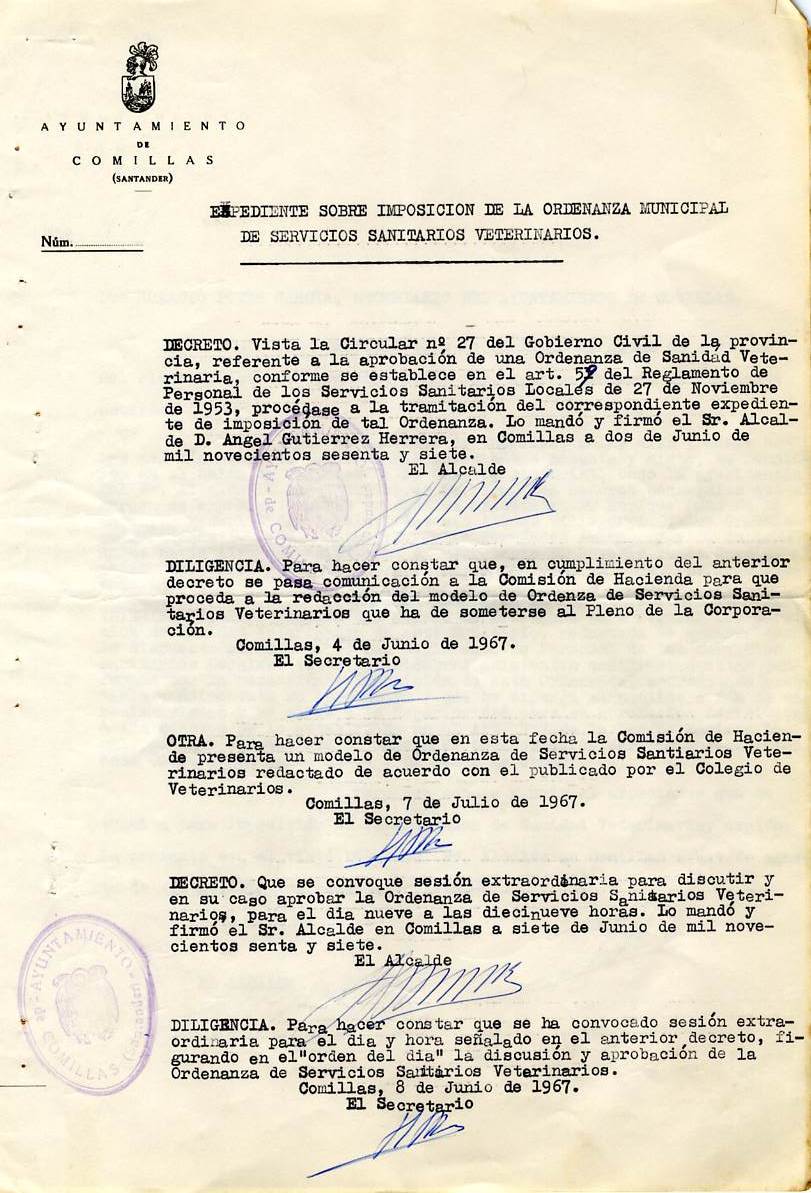 AYUNTAMIENTO
DE
COMILLAS
(SANTANDER)
Núm.
EXPEDIENTE SOBRE IMPOSICION DE LA ORDENANZA MUNICIPAL
DE SERVICIOS SANITARIOS VETERINARIOS.
DECRETO. Vista la Circular nº 27 del Gobierno Civil de la provin-
cia, referente a la aprobación de una Ordenanza de Sanidad Vete-
rinaria, conforme se establece en el art. del Reglamento de
Personal de los Servicios Sanitarios Locales de 27 de Noviembre
de 1953, procédase a la tramitación del correspondiente expedien-
te de imposición de tal Ordenanza. Lo mandó y firmó el Sr. Alcal-
de D. Angel Gutierrez Herrera, en Comillas a dos de Junio de
mil novecientos sesenta y siete.
El Alcalde
DILIGENCIA. Para hacer constar que, en cumplimiento del anterior
decreto se pasa comunicación a la Comisión de Hacienda para que
proceda a la redacción del modelo de Ordenza de Servicios Sani-
tarios Veterinarios que ha de someterse al Pleno de la Corpora-
ción.
Comillas, 4 de Junio de 1967.
El Secretario
OTRA. Para hacer constar que en esta fecha la Comisión de Hacien-
de presenta un modelo de Ordenanza de Servicios Santiarios Vete-
rinarios redactado de acuerdo con el publicado por el Colegio de
Veterinarios.
Comillas, 7 de Julio de 1967.
El Secretario
DECRETO. Que se convoque sesión extraordinaria para discutir y
en su caso aprobar la Ordenanza de Servicios Sanitarios Veteri-
narios, para el dia nueve a las diecinueve horas. Lo mandó y
firmó el Sr. Alcalde en Comillas a siete de Junio de mil nove-
cientos senta y siete.
El Alcalde
AYUNTAMIENTO de COMILLAS
DILIGENCIA. Para hacer constar que se ha convocado sesión extra-
ordinaria para el dia y hora señalado en el anterior decreto, fi-
gurando en el"orden del dia" la discusión y aprobación de la
Ordenanza de Servicios Sanitarios Veterinarios.
Comillas, 8 de Junio de 1967.
El Secretario